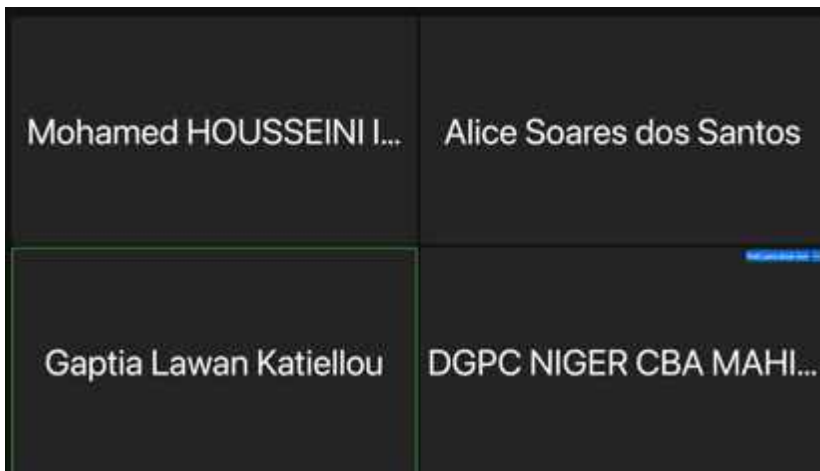 Mohamed HOUSSEINI I...
Alice Soares dos Santos
Gaptia Lawan Katiellou
DGPC NIGER CBA MAHI...